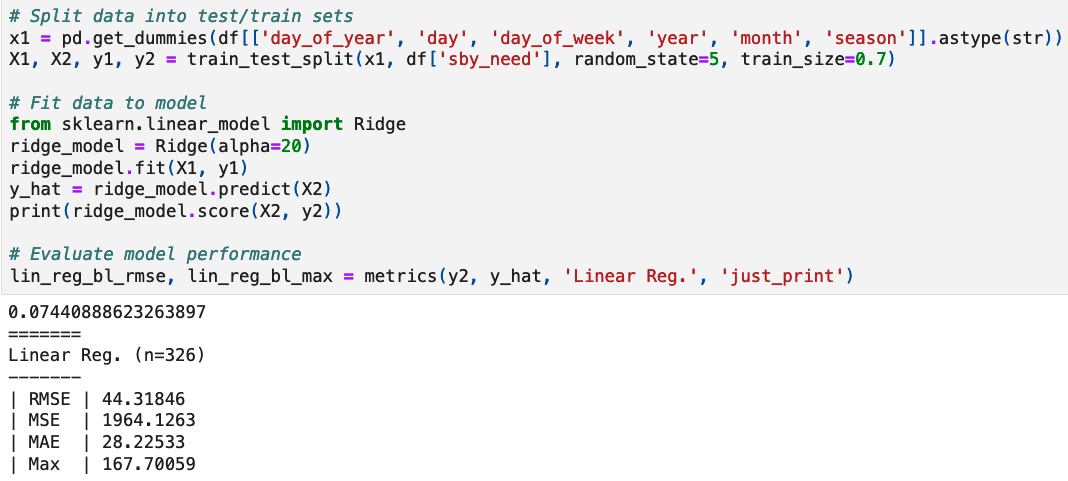 # Split data into test/train sets
x1 = pd.get_dummies(df[['day_of_year', 'day', 'day_of_week', 'year', 'month', 'season']].astype(str))
X1, X2, y1, y2 = train_test_split(x1, df['sby_need'], random_state=5, train_size=0.7)
# Fit data to model
from sklearn.linear_model import Ridge
ridge_model = Ridge(alpha=20)
ridge_model.fit(X1, y1)
y_hat = ridge_model.predict(X2)
print(ridge_model.score(X2, y2))
# Evaluate model performance
lin_reg_bl_rmse, lin_reg_bl_max = metrics(y2, y_hat, 'Linear Reg.', 'just_print')
0.07440888623263897
=======
Linear Reg. (n=326)
-------
| RMSE | 44.31846
| MSE  | 1964.1263
| MAE  | 28.22533
| Max  | 167.70059